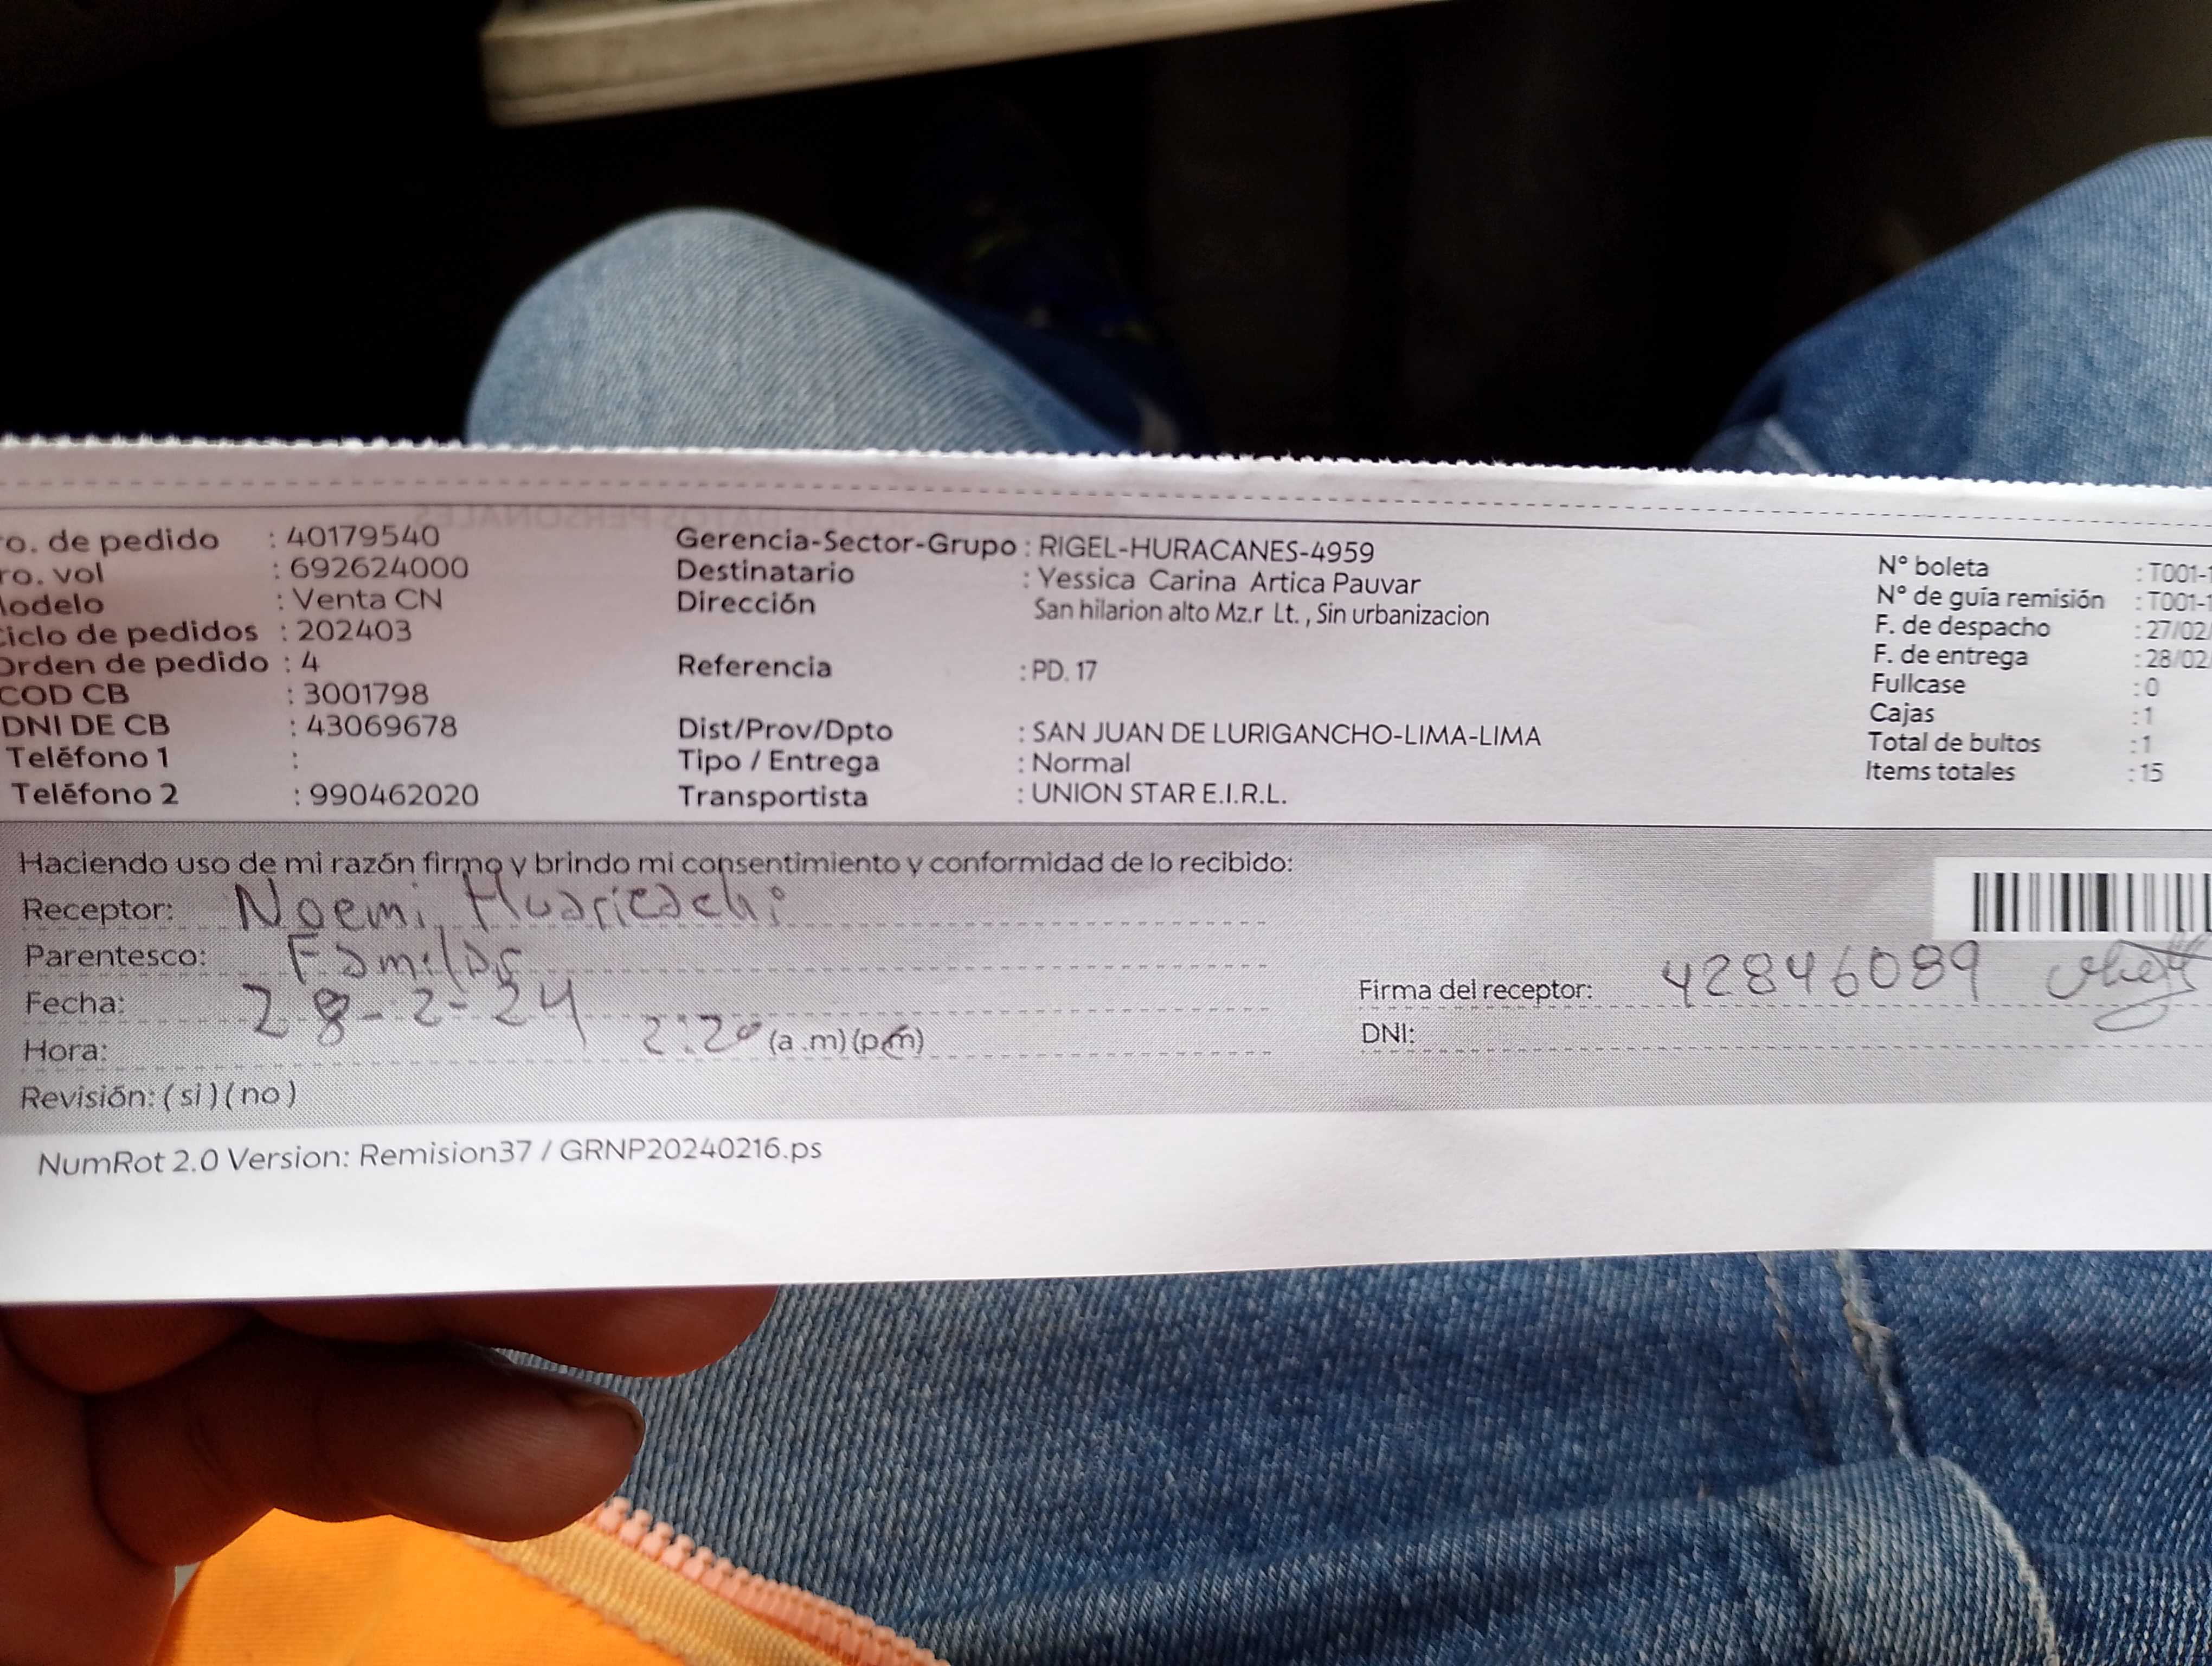 ro. de pedido : 40179540
ro. vol : 692624000
Modelo : Venta CN
Ciclo de pedidos : 202403
Orden de pedido : 4
COD CB : 3001798
DNI DE CB : 43069678
Teléfono 1 :
Teléfono 2 : 990462020
Gerencia-Sector-Grupo : RIGEL-HURACANES-4959
Destinatario : Yessica Carina Artica Pauvar
Dirección San hilarion alto Mz.r Lt. , Sin urbanizacion
Referencia : PD. 17
Dist/Prov/Dpto : SAN JUAN DE LURIGANCHO-LIMA-LIMA
Tipo / Entrega : Normal
Transportista : UNION STAR E.I.R.L.
N° boleta : T001-1
N° de guía remisión : T001-1
F. de despacho : 27/02/
F. de entrega : 28/02/
Fullcase : 0
Cajas : 1
Total de bultos : 1
Items totales : 15
Haciendo uso de mi razón firmo y brindo mi consentimiento y conformidad de lo recibido:
Receptor: Noemi Huaricachi
Parentesco: Familar
Fecha: 28-2-24
Hora: 2:20 (a .m) (p.m)
Revisión: ( si ) ( no )
Firma del receptor: 42846089
DNI:
NumRot 2.0 Version: Remision37 / GRNP20240216.ps